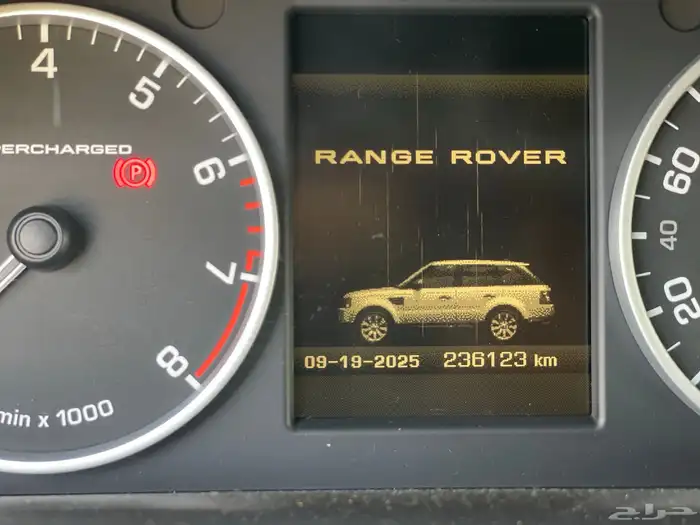 4
5
PERCHARGED
P
6
7
8
min x 1000
RANGE ROVER
09-19-2025 236123 km
60
40
20
حراج